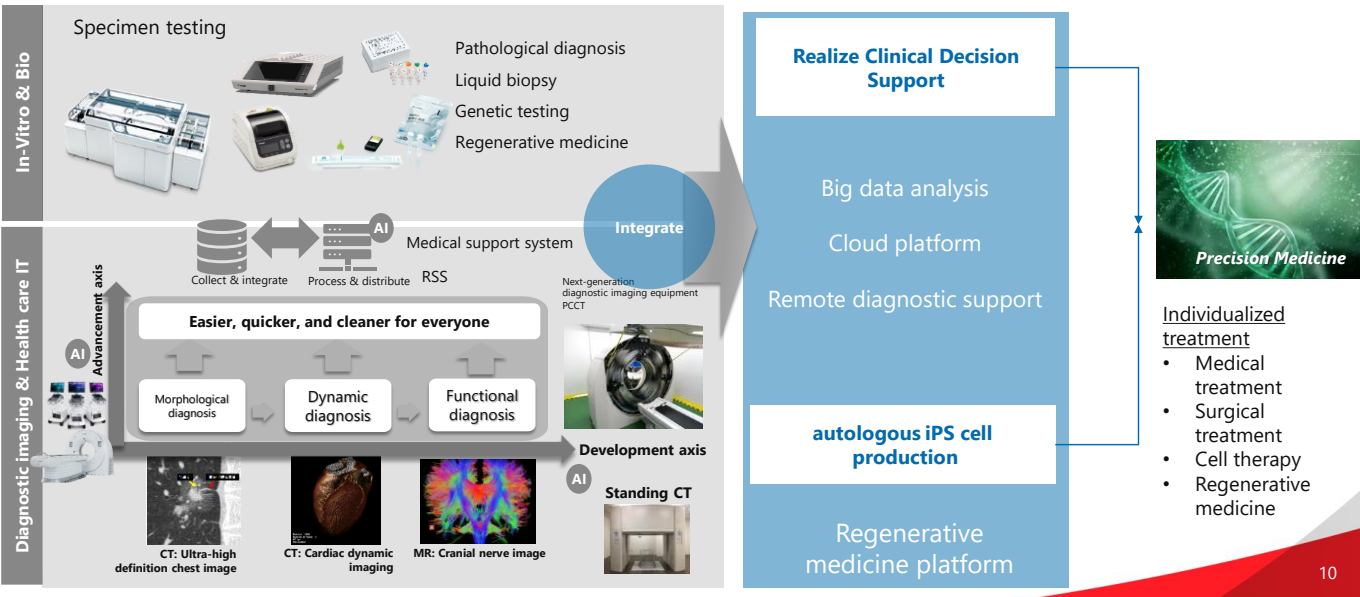 In-Vitro & Bio
Specimen testing
Pathological diagnosis
Liquid biopsy
Genetic testing
Regenerative medicine
Integrate
Diagnostic imaging & Health care IT
AI
Medical support system
RSS
Collect & integrate
Process & distribute
Next-generation
diagnostic imaging equipment
PCCT
Advancement axis
AI
Easier, quicker, and cleaner for everyone
Morphological
diagnosis
Dynamic
diagnosis
Functional
diagnosis
Development axis
AI
Standing CT
CT: Ultra-high
definition chest image
CT: Cardiac dynamic
imaging
MR: Cranial nerve image
Realize Clinical Decision
Support
Big data analysis
Cloud platform
Remote diagnostic support
autologous iPS cell
production
Regenerative
medicine platform
Precision Medicine
Individualized
treatment
• Medical
treatment
• Surgical
treatment
• Cell therapy
• Regenerative
medicine
10